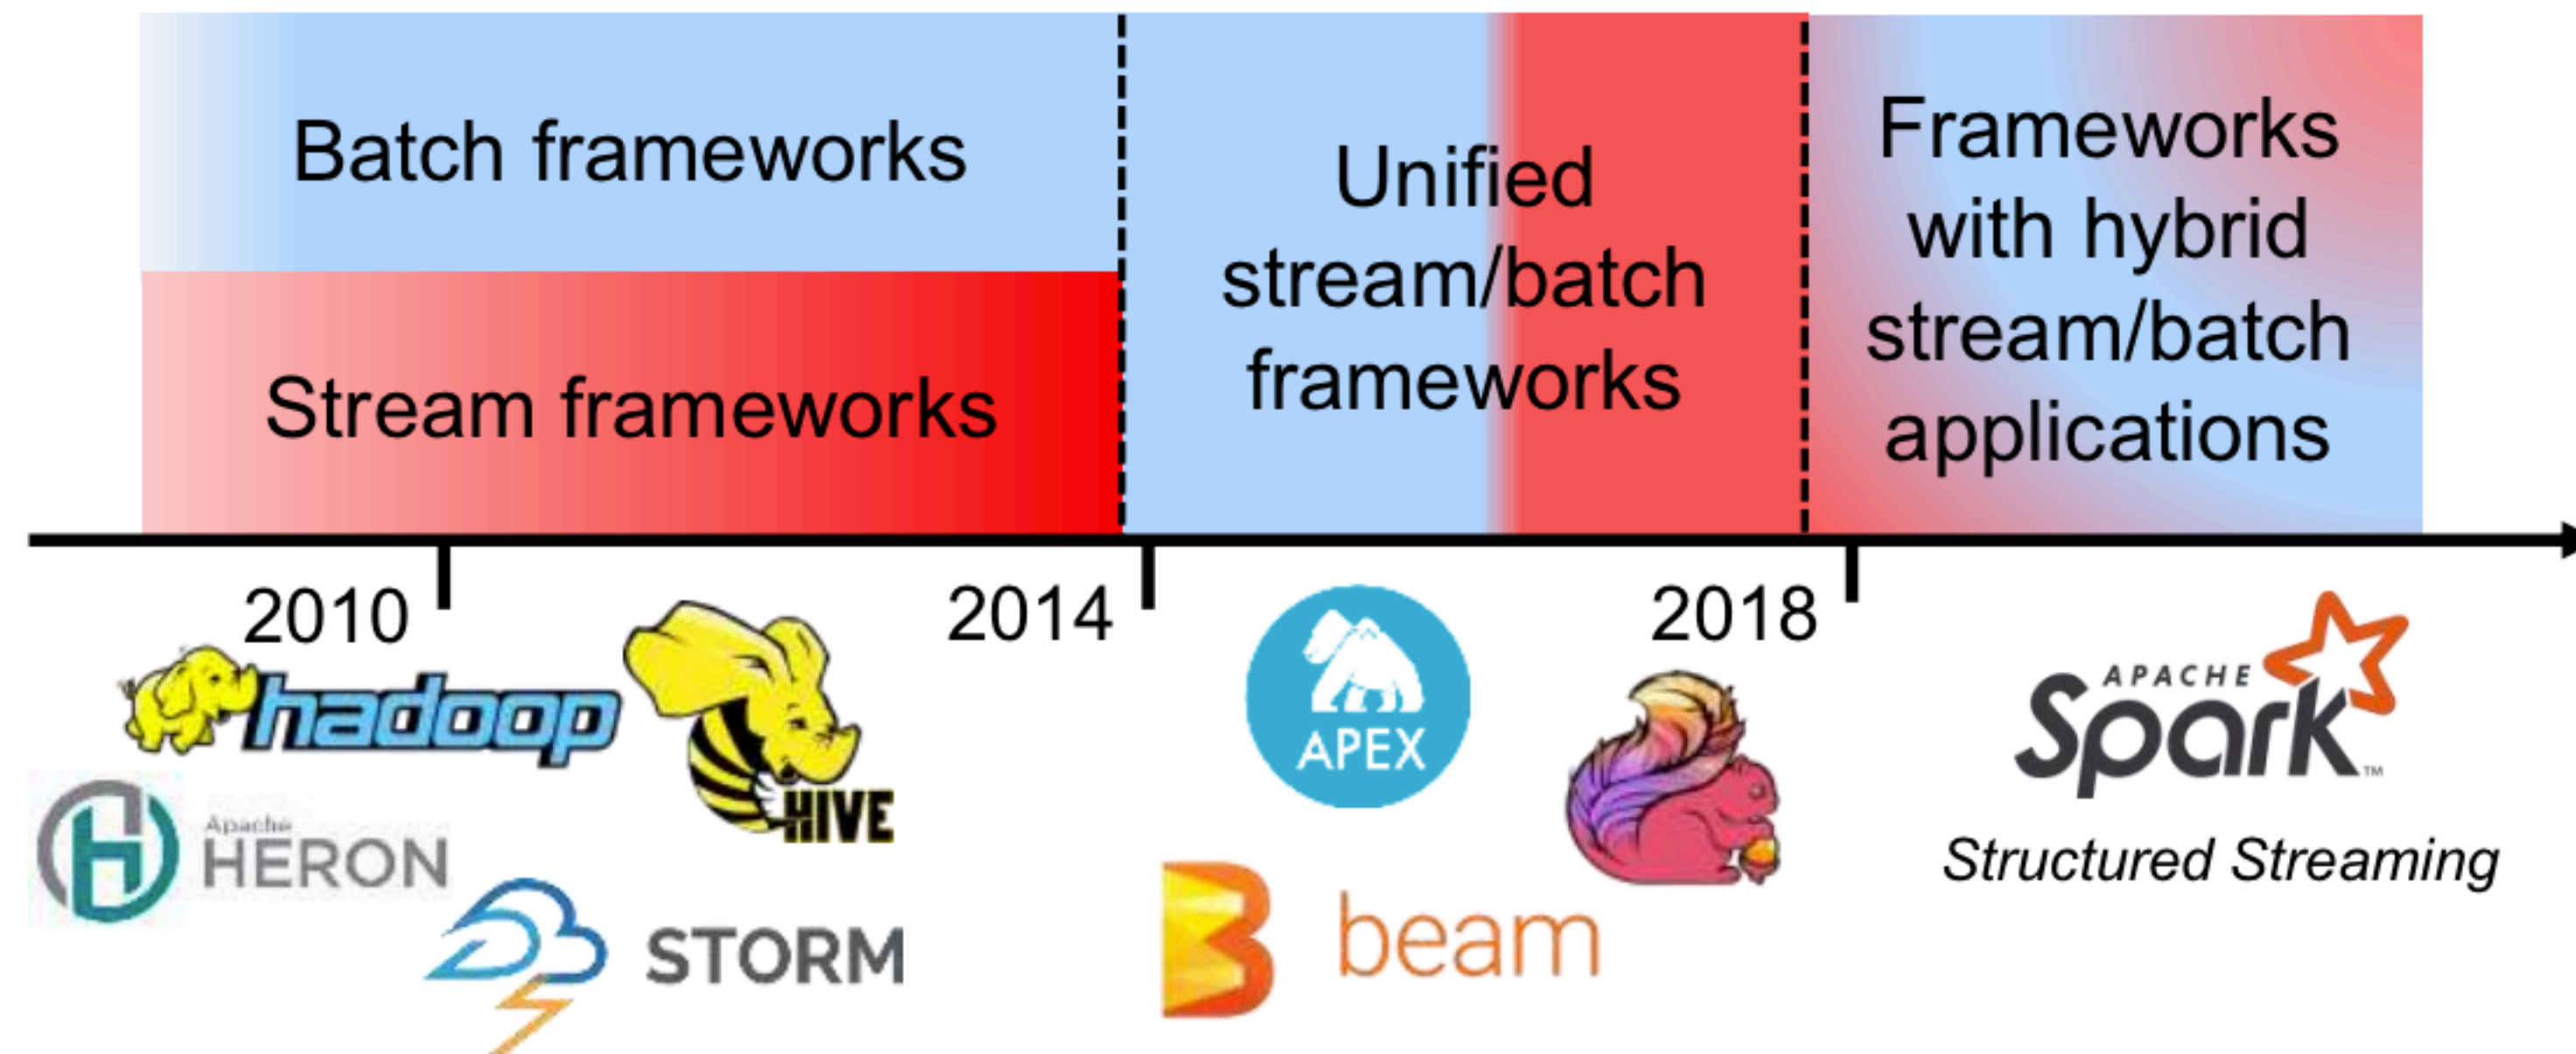 Batch frameworks
Stream frameworks
Unified
stream/batch
frameworks
Frameworks
with hybrid
stream/batch
applications
2010
2014
2018
hadoop
HIVE
Apache
HERON
STORM
APEX
beam
APACHE
Spark™
Structured Streaming